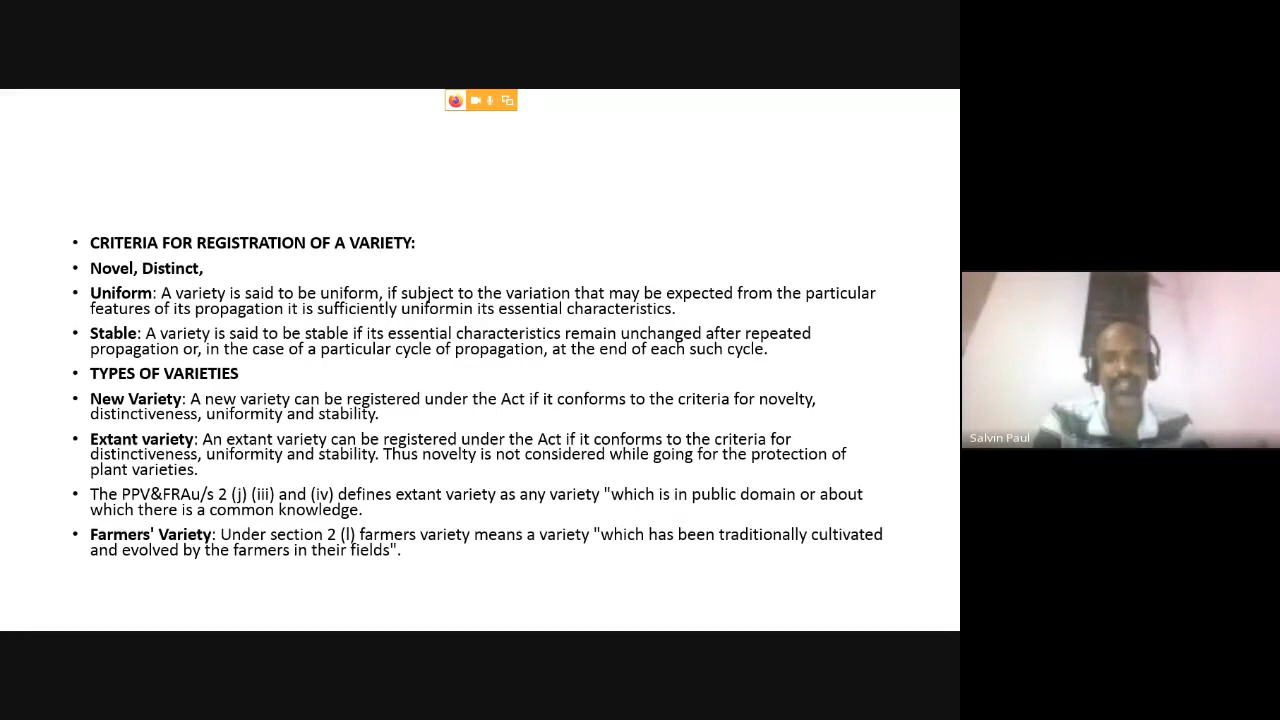 • CRITERIA FOR REGISTRATION OF A VARIETY:
• Novel, Distinct,
• Uniform: A variety is said to be uniform, if subject to the variation that may be expected from the particular
features of its propagation it is sufficiently uniformin its essential characteristics.
• Stable: A variety is said to be stable if its essential characteristics remain unchanged after repeated
propagation or, in the case of a particular cycle of propagation, at the end of each such cycle.
• TYPES OF VARIETIES
• New Variety: A new variety can be registered under the Act if it conforms to the criteria for novelty,
distinctiveness, uniformity and stability.
• Extant variety: An extant variety can be registered under the Act if it conforms to the criteria for
distinctiveness, uniformity and stability. Thus novelty is not considered while going for the protection of
plant varieties.
• The PPV&FRAu/s 2 (j) (iii) and (iv) defines extant variety as any variety "which is in public domain or about
which there is a common knowledge.
• Farmers' Variety: Under section 2 (l) farmers variety means a variety "which has been traditionally cultivated
and evolved by the farmers in their fields".
Salvin Paul